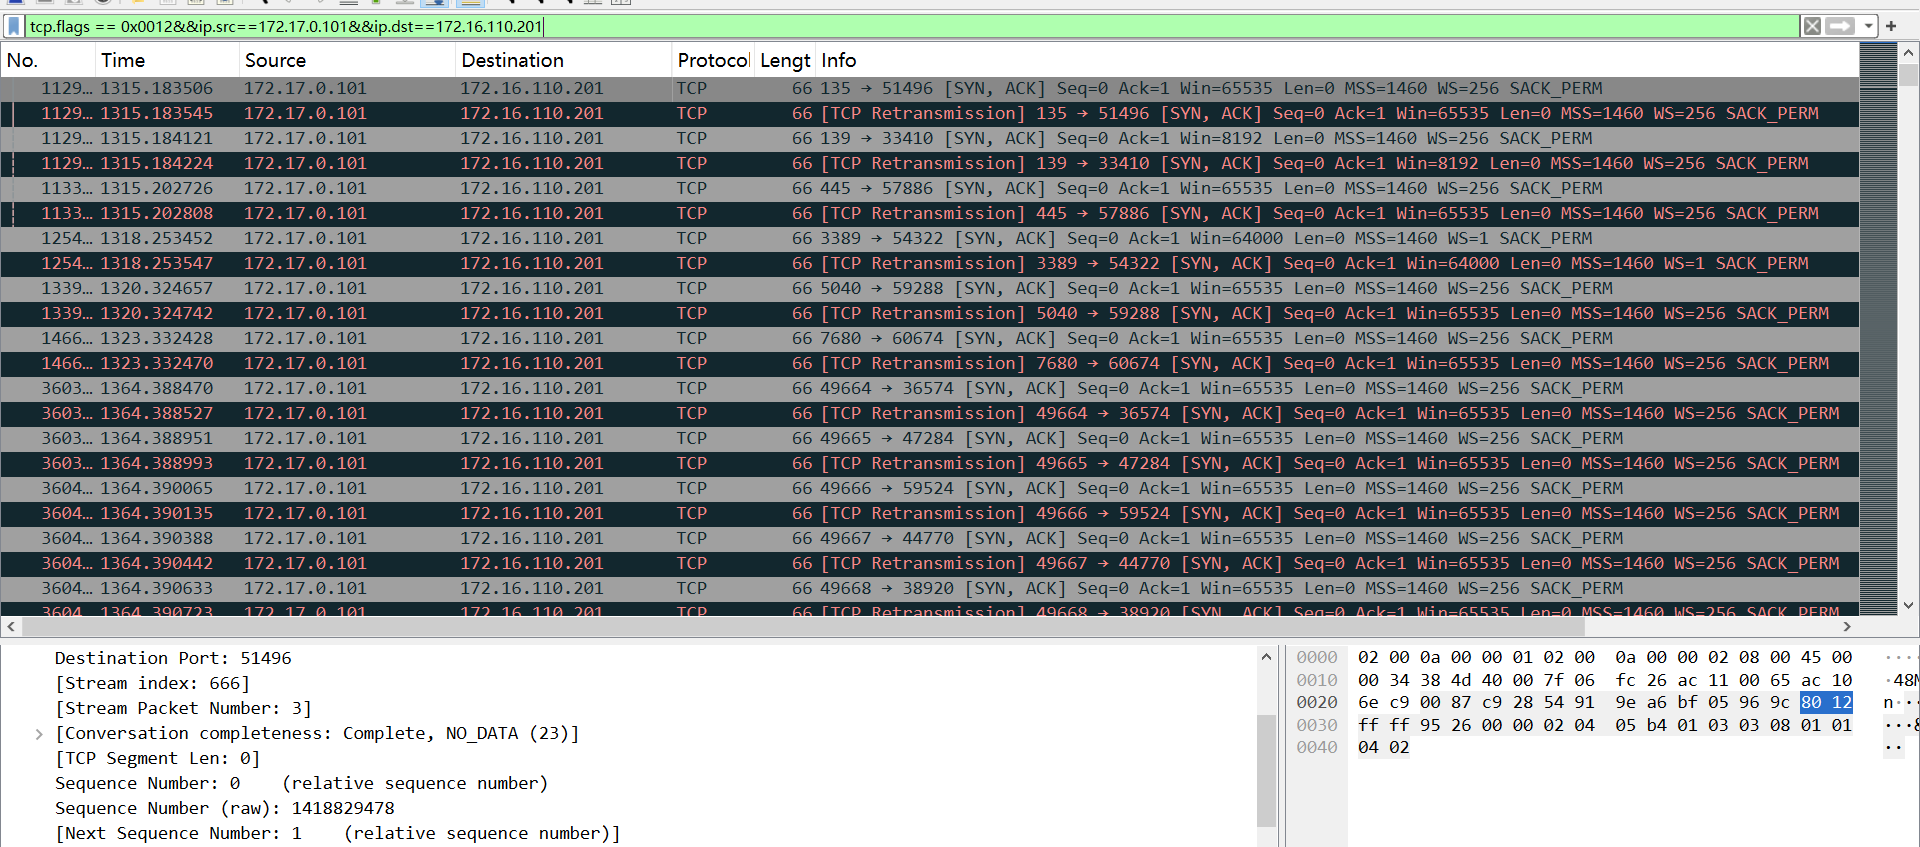 tcp.flags == 0x0012&&ip.src==172.17.0.101&&ip.dst==172.16.110.201
No. Time Source Destination Protocol Lengt Info
1129… 1315.183506 172.17.0.101 172.16.110.201 TCP 66 135 → 51496 [SYN, ACK] Seq=0 Ack=1 Win=65535 Len=0 MSS=1460 WS=256 SACK_PERM
1129… 1315.183545 172.17.0.101 172.16.110.201 TCP 66 [TCP Retransmission] 135 → 51496 [SYN, ACK] Seq=0 Ack=1 Win=65535 Len=0 MSS=1460 WS=256 SACK_PERM
1129… 1315.184121 172.17.0.101 172.16.110.201 TCP 66 139 → 33410 [SYN, ACK] Seq=0 Ack=1 Win=8192 Len=0 MSS=1460 WS=256 SACK_PERM
1129… 1315.184224 172.17.0.101 172.16.110.201 TCP 66 [TCP Retransmission] 139 → 33410 [SYN, ACK] Seq=0 Ack=1 Win=8192 Len=0 MSS=1460 WS=256 SACK_PERM
1133… 1315.202726 172.17.0.101 172.16.110.201 TCP 66 445 → 57886 [SYN, ACK] Seq=0 Ack=1 Win=65535 Len=0 MSS=1460 WS=256 SACK_PERM
1133… 1315.202808 172.17.0.101 172.16.110.201 TCP 66 [TCP Retransmission] 445 → 57886 [SYN, ACK] Seq=0 Ack=1 Win=65535 Len=0 MSS=1460 WS=256 SACK_PERM
1254… 1318.253452 172.17.0.101 172.16.110.201 TCP 66 3389 → 54322 [SYN, ACK] Seq=0 Ack=1 Win=64000 Len=0 MSS=1460 WS=1 SACK_PERM
1254… 1318.253547 172.17.0.101 172.16.110.201 TCP 66 [TCP Retransmission] 3389 → 54322 [SYN, ACK] Seq=0 Ack=1 Win=64000 Len=0 MSS=1460 WS=1 SACK_PERM
1339… 1320.324657 172.17.0.101 172.16.110.201 TCP 66 5040 → 59288 [SYN, ACK] Seq=0 Ack=1 Win=65535 Len=0 MSS=1460 WS=256 SACK_PERM
1339… 1320.324742 172.17.0.101 172.16.110.201 TCP 66 [TCP Retransmission] 5040 → 59288 [SYN, ACK] Seq=0 Ack=1 Win=65535 Len=0 MSS=1460 WS=256 SACK_PERM
1466… 1323.332428 172.17.0.101 172.16.110.201 TCP 66 7680 → 60674 [SYN, ACK] Seq=0 Ack=1 Win=65535 Len=0 MSS=1460 WS=256 SACK_PERM
1466… 1323.332470 172.17.0.101 172.16.110.201 TCP 66 [TCP Retransmission] 7680 → 60674 [SYN, ACK] Seq=0 Ack=1 Win=65535 Len=0 MSS=1460 WS=256 SACK_PERM
3603… 1364.388470 172.17.0.101 172.16.110.201 TCP 66 49664 → 36574 [SYN, ACK] Seq=0 Ack=1 Win=65535 Len=0 MSS=1460 WS=256 SACK_PERM
3603… 1364.388527 172.17.0.101 172.16.110.201 TCP 66 [TCP Retransmission] 49664 → 36574 [SYN, ACK] Seq=0 Ack=1 Win=65535 Len=0 MSS=1460 WS=256 SACK_PERM
3603… 1364.388951 172.17.0.101 172.16.110.201 TCP 66 49665 → 47284 [SYN, ACK] Seq=0 Ack=1 Win=65535 Len=0 MSS=1460 WS=256 SACK_PERM
3603… 1364.388993 172.17.0.101 172.16.110.201 TCP 66 [TCP Retransmission] 49665 → 47284 [SYN, ACK] Seq=0 Ack=1 Win=65535 Len=0 MSS=1460 WS=256 SACK_PERM
3604… 1364.390065 172.17.0.101 172.16.110.201 TCP 66 49666 → 59524 [SYN, ACK] Seq=0 Ack=1 Win=65535 Len=0 MSS=1460 WS=256 SACK_PERM
3604… 1364.390135 172.17.0.101 172.16.110.201 TCP 66 [TCP Retransmission] 49666 → 59524 [SYN, ACK] Seq=0 Ack=1 Win=65535 Len=0 MSS=1460 WS=256 SACK_PERM
3604… 1364.390388 172.17.0.101 172.16.110.201 TCP 66 49667 → 44770 [SYN, ACK] Seq=0 Ack=1 Win=65535 Len=0 MSS=1460 WS=256 SACK_PERM
3604… 1364.390442 172.17.0.101 172.16.110.201 TCP 66 [TCP Retransmission] 49667 → 44770 [SYN, ACK] Seq=0 Ack=1 Win=65535 Len=0 MSS=1460 WS=256 SACK_PERM
3604… 1364.390633 172.17.0.101 172.16.110.201 TCP 66 49668 → 38920 [SYN, ACK] Seq=0 Ack=1 Win=65535 Len=0 MSS=1460 WS=256 SACK_PERM
3604… 1364.390723 172.17.0.101 172.16.110.201 TCP 66 [TCP Retransmission] 49668 → 38920 [SYN, ACK] Seq=0 Ack=1 Win=65535 Len=0 MSS=1460 WS=256 SACK_PERM
Destination Port: 51496
[Stream index: 666]
[Stream Packet Number: 3]
[Conversation completeness: Complete, NO_DATA (23)]
[TCP Segment Len: 0]
Sequence Number: 0    (relative sequence number)
Sequence Number (raw): 1418829478
[Next Sequence Number: 1    (relative sequence number)]
0000 02 00 0a 00 00 01 02 00 0a 00 00 02 08 00 45 00 ····
0010 00 34 38 4d 40 00 7f 06 fc 26 ac 11 00 65 ac 10 ·48M
0020 6e c9 00 87 c9 28 54 91 9e a6 bf 05 96 9c 80 12 n···
0030 ff ff 95 26 00 00 02 04 05 b4 01 03 03 08 01 01 ···&
0040 04 02 ··